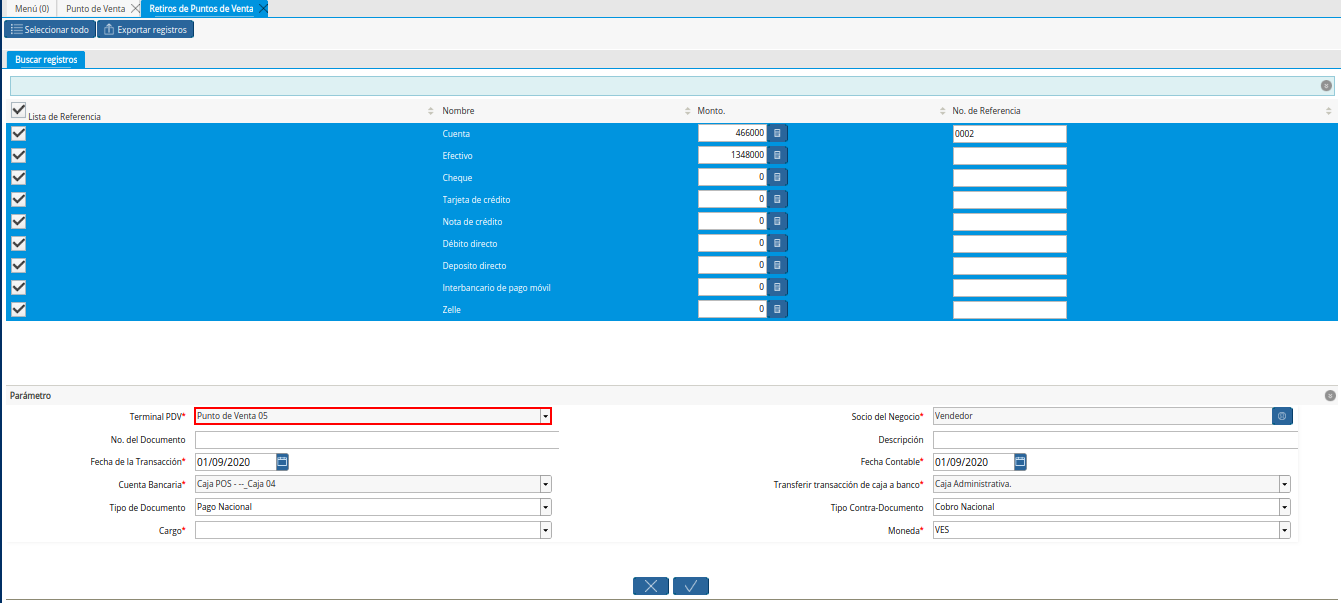 Menú (0) Punto de Venta Retiros de Puntos de Venta
Seleccionar todo Exportar registros
Buscar registros
Lista de Referencia Nombre Monto. No. de Referencia
Cuenta 466000 0002
Efectivo 1348000
Cheque 0
Tarjeta de crédito 0
Nota de crédito 0
Débito directo 0
Deposito directo 0
Interbancario de pago móvil 0
Zelle 0
Parámetro
Terminal PDV* Punto de Venta 05 Socio del Negocio* Vendedor
No. del Documento Descripción
Fecha de la Transacción* 01/09/2020 Fecha Contable* 01/09/2020
Cuenta Bancaria* Caja POS - --_Caja 04 Transferir transacción de caja a banco* Caja Administrativa.
Tipo de Documento Pago Nacional Tipo Contra-Documento Cobro Nacional
Cargo* Moneda* VES